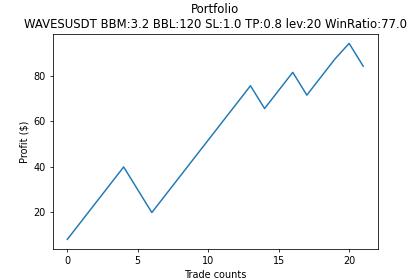 Portfolio
WAVESUSDT BBM:3.2 BBL:120 SL:1.0 TP:0.8 lev:20 WinRatio:77.0
Profit ($)
80
60
40
20
0 5 10 15 20
Trade counts